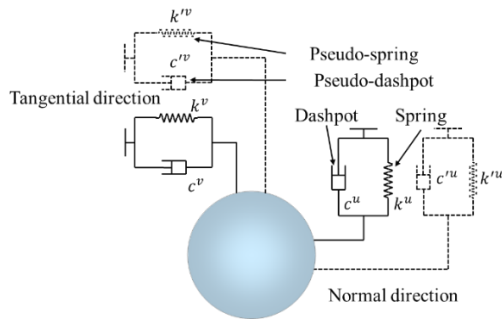 k′ᵛ
Pseudo-spring
c′ᵛ
Pseudo-dashpot
Tangential direction
kᵛ
Dashpot
Spring
cᵛ
cᵘ
kᵘ
c′ᵘ
k′ᵘ
Normal direction